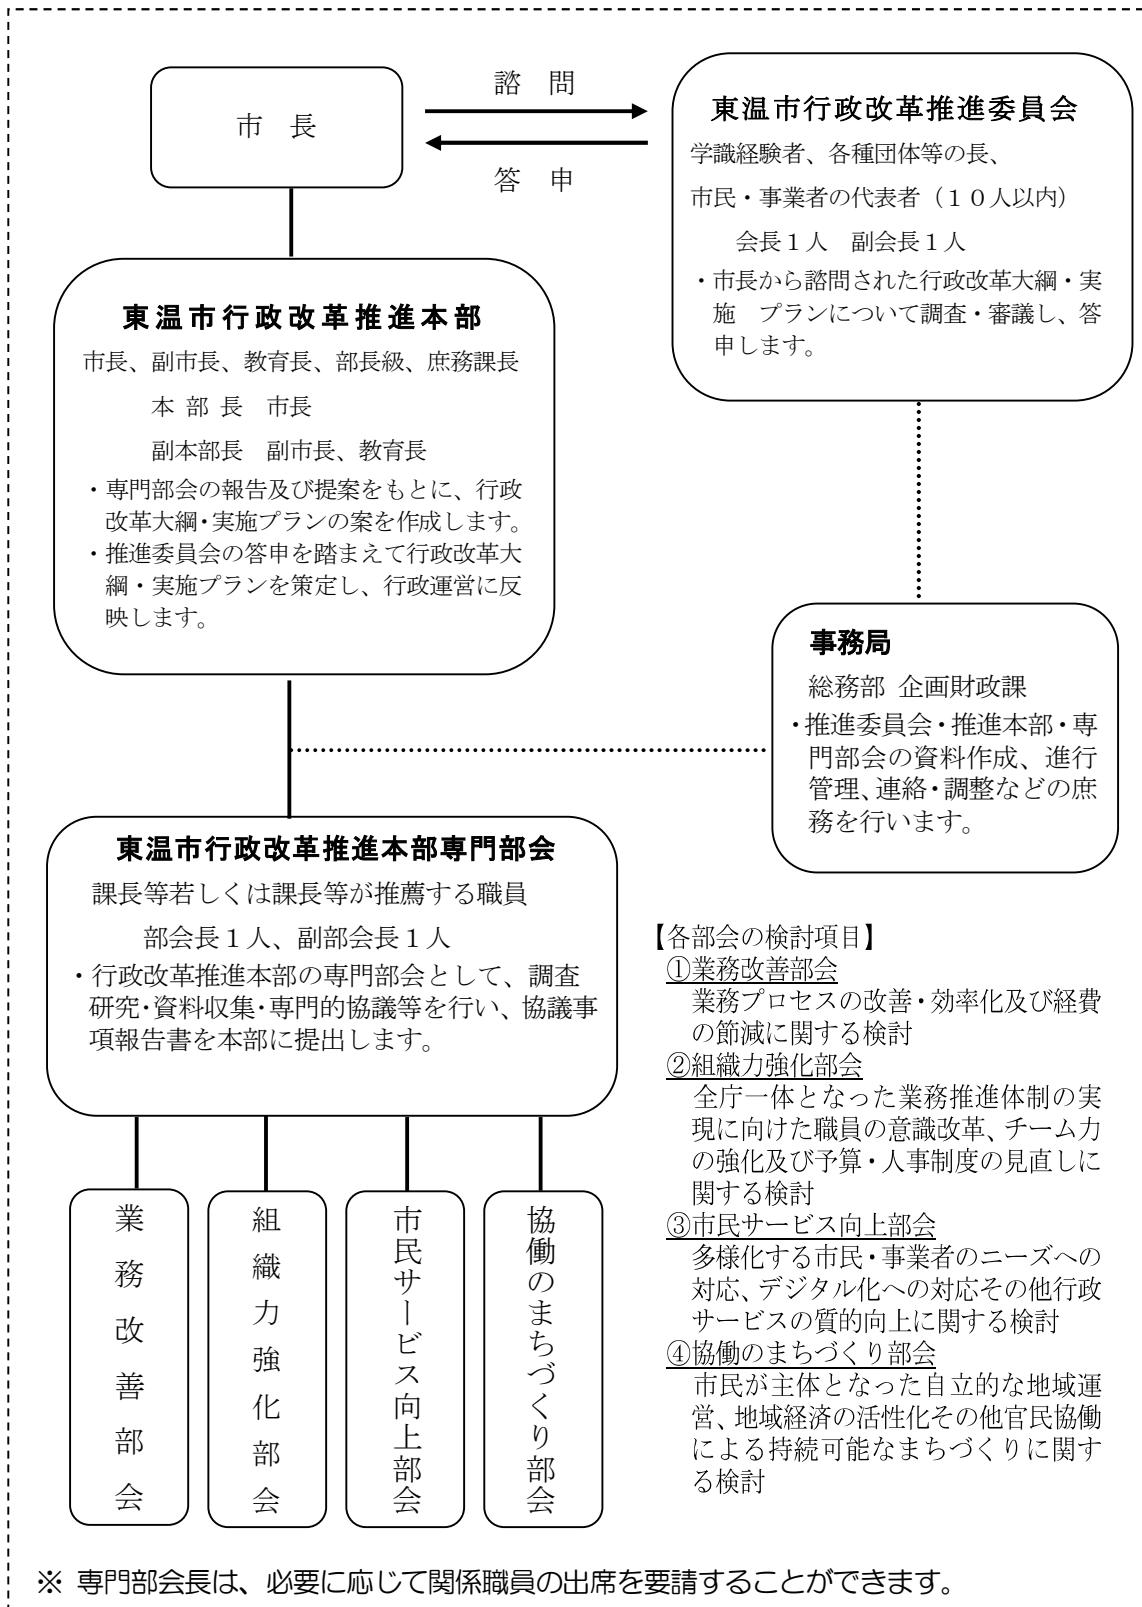 市 長
諮 問
答 申
東温市行政改革推進委員会
学識経験者、各種団体等の長、
市民・事業者の代表者（１０人以内）
会長１人 副会長１人
・市長から諮問された行政改革大綱・実
施 プランについて調査・審議し、答
申します。
東温市行政改革推進本部
市長、副市長、教育長、部長級、庶務課長
本 部 長 市長
副本部長 副市長、教育長
・専門部会の報告及び提案をもとに、行政
改革大綱・実施プランの案を作成します。
・推進委員会の答申を踏まえて行政改革大
綱・実施プランを策定し、行政運営に反
映します。
事務局
総務部 企画財政課
・推進委員会・推進本部・専
門部会の資料作成、進行
管理、連絡・調整などの庶
務を行います。
東温市行政改革推進本部専門部会
課長等若しくは課長等が推薦する職員
部会長１人、副部会長１人
・行政改革推進本部の専門部会として、調査
研究・資料収集・専門的協議等を行い、協議事
項報告書を本部に提出します。
業務改善部会
組織力強化部会
市民サービス向上部会
協働のまちづくり部会
【各部会の検討項目】
①業務改善部会
業務プロセスの改善・効率化及び経費
の節減に関する検討
②組織力強化部会
全庁一体となった業務推進体制の実
現に向けた職員の意識改革、チーム力
の強化及び予算・人事制度の見直しに
関する検討
③市民サービス向上部会
多様化する市民・事業者のニーズへの
対応、デジタル化への対応その他行政
サービスの質的向上に関する検討
④協働のまちづくり部会
市民が主体となった自立的な地域運
営、地域経済の活性化その他官民協働
による持続可能なまちづくりに関す
る検討
※ 専門部会長は、必要に応じて関係職員の出席を要請することができます。